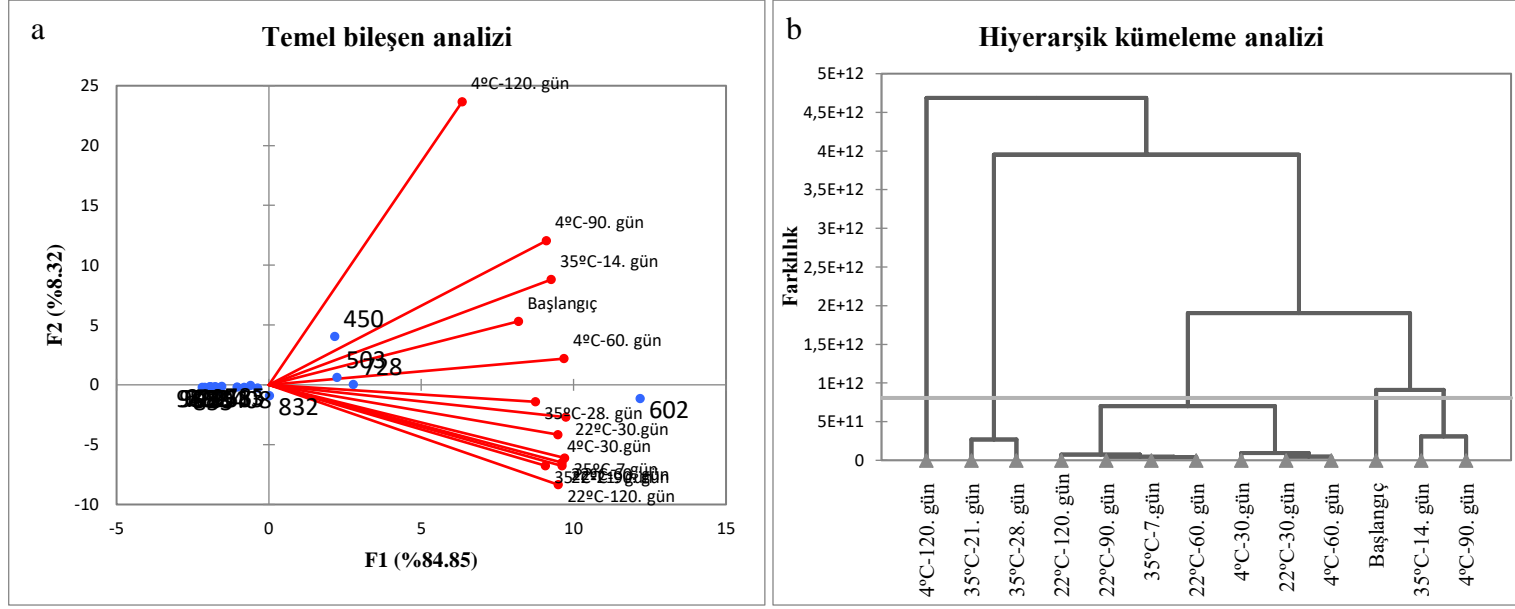 a
Temel bileşen analizi
25
20
15
10
5
0
-5
-10
-5
0
5
10
15
F2 (%8.32)
F1 (%84.85)
4ºC-120. gün
4ºC-90. gün
35ºC-14. gün
Başlangıç
4ºC-60. gün
450
503
728
602
832
35ºC-28. gün
22ºC-30.gün
4ºC-30.gün
35ºC-7.gün
22ºC-120. gün
b
Hiyerarşik kümeleme analizi
Farklılık
5E+12
4,5E+12
4E+12
3,5E+12
3E+12
2,5E+12
2E+12
1,5E+12
1E+12
5E+11
0
4ºC-120. gün
35ºC-21. gün
35ºC-28. gün
22ºC-120. gün
22ºC-90. gün
35ºC-7.gün
22ºC-60. gün
4ºC-30.gün
22ºC-30.gün
4ºC-60. gün
Başlangıç
35ºC-14. gün
4ºC-90. gün